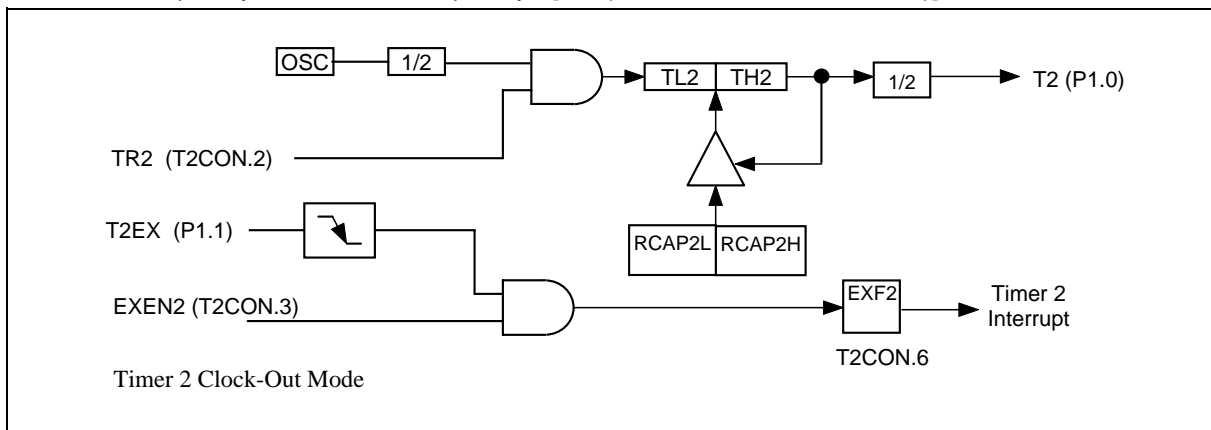 OSC 1/2 TL2 TH2 1/2 T2 (P1.0)
TR2 (T2CON.2)
T2EX (P1.1)
RCAP2L RCAP2H
EXEN2 (T2CON.3)
EXF2
Timer 2
Interrupt
T2CON.6
Timer 2 Clock-Out Mode